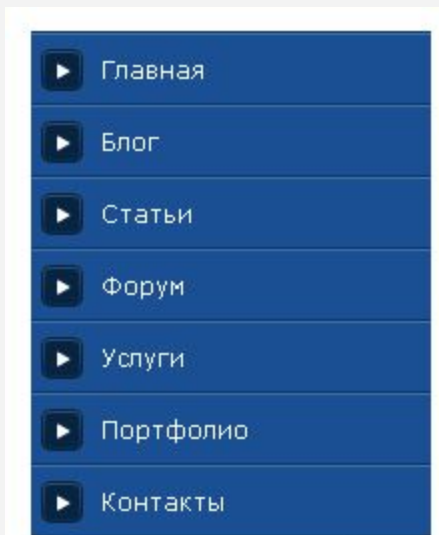 Главная
Блог
Статьи
Форум
Услуги
Портфолио
Контакты